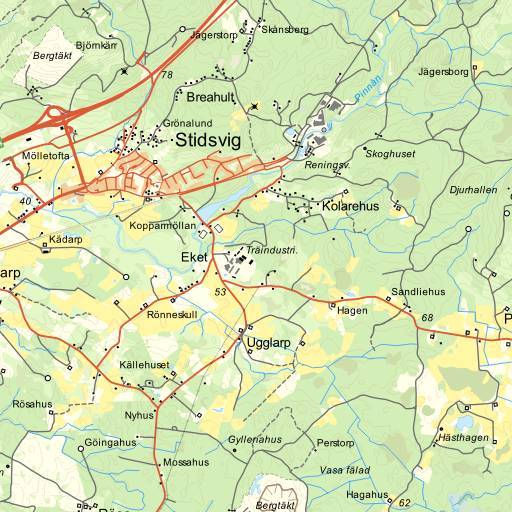 Skånsberg
Jägerstorp
Björnkärr
Bergtäkt
78
Jägersborg
Pinnån
Breahult
Grönalund
Stidsvig
Mölletofta
Skoghuset
Reningsv.
Djurhallen
40
Kolarehus
Kopparmöllan
Kädarp
Träindustri.
Eket
arp
53
Sandliehus
Rönneskull
Hagen
68
P
Ugglarp
Källehuset
Rösahus
Nyhus
Göingahus
Gyllenahus
Perstorp
Hästhagen
Mossahus
Vasa fälad
Hagahus
62
Bergtäkt